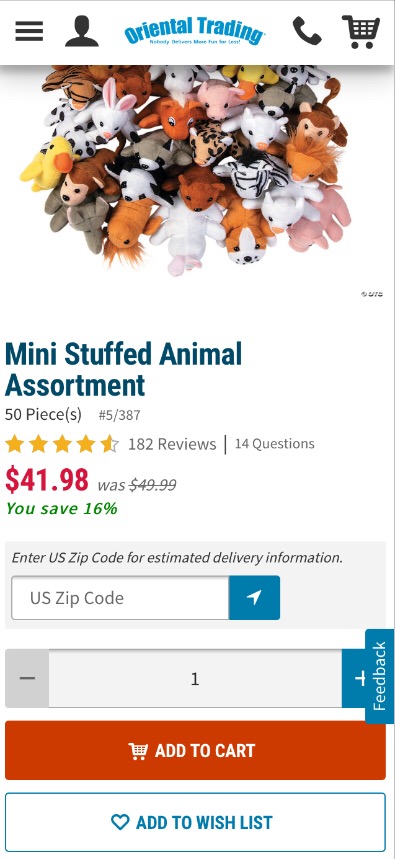 Oriental Trading
Nobody Delivers More Fun for Less!
© OTC
Mini Stuffed Animal
Assortment
50 Piece(s) #5/387
182 Reviews | 14 Questions
$41.98 was $49.99
You save 16%
Enter US Zip Code for estimated delivery information.
US Zip Code
− 1 +
Feedback
ADD TO CART
ADD TO WISH LIST